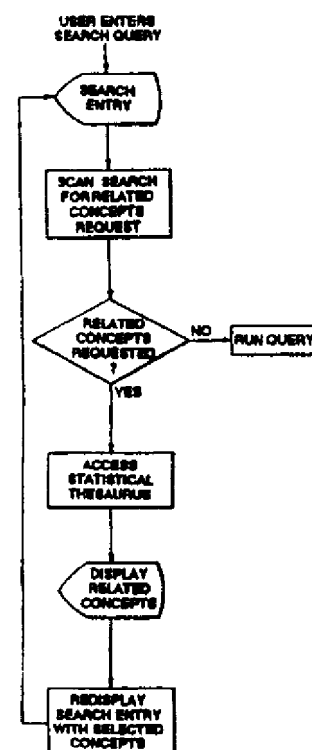 USER ENTERS
SEARCH QUERY
SEARCH
ENTRY
SCAN SEARCH
FOR RELATED
CONCEPTS
REQUEST
RELATED
CONCEPTS
REQUESTED
?
NO
RUN QUERY
YES
ACCESS
STATISTICAL
THESAURUS
DISPLAY
RELATED
CONCEPTS
REDISPLAY
SEARCH ENTRY
WITH SELECTED
CONCEPTS